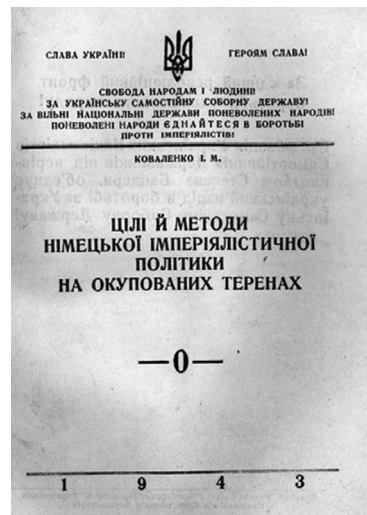 СЛАВА УКРАЇНІ!
ГЕРОЯМ СЛАВА!
СВОБОДА НАРОДАМ І ЛЮДИНІ!
ЗА УКРАЇНСЬКУ САМОСТІЙНУ СОБОРНУ ДЕРЖАВУ!
ЗА ВІЛЬНІ НАЦІОНАЛЬНІ ДЕРЖАВИ ПОНЕВОЛЕНИХ НАРОДІВ!
ПОНЕВОЛЕНІ НАРОДИ ЄДНАЙТЕСЯ В БОРОТЬБІ
ПРОТИ ІМПЕРІЯЛІСТІВ!
КОВАЛЕНКО І. М.
ЦІЛІ Й МЕТОДИ
НІМЕЦЬКОЇ ІМПЕРІЯЛІСТИЧНОЇ
ПОЛІТИКИ
НА ОКУПОВАНИХ ТЕРЕНАХ
—0—
1 9 4 3